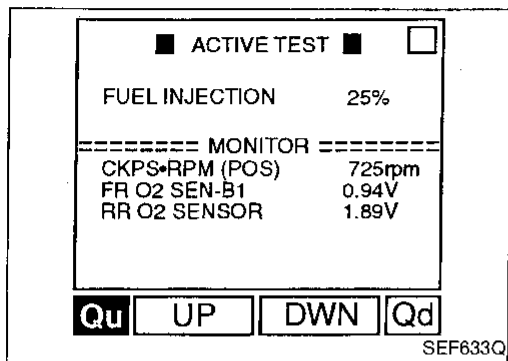 ■ ACTIVE TEST ■
FUEL INJECTION 25%
======== MONITOR ========
CKPS•RPM (POS) 725rpm
FR O2 SEN-B1 0.94V
RR O2 SENSOR 1.89V
Qu UP DWN Qd
SEF633Q